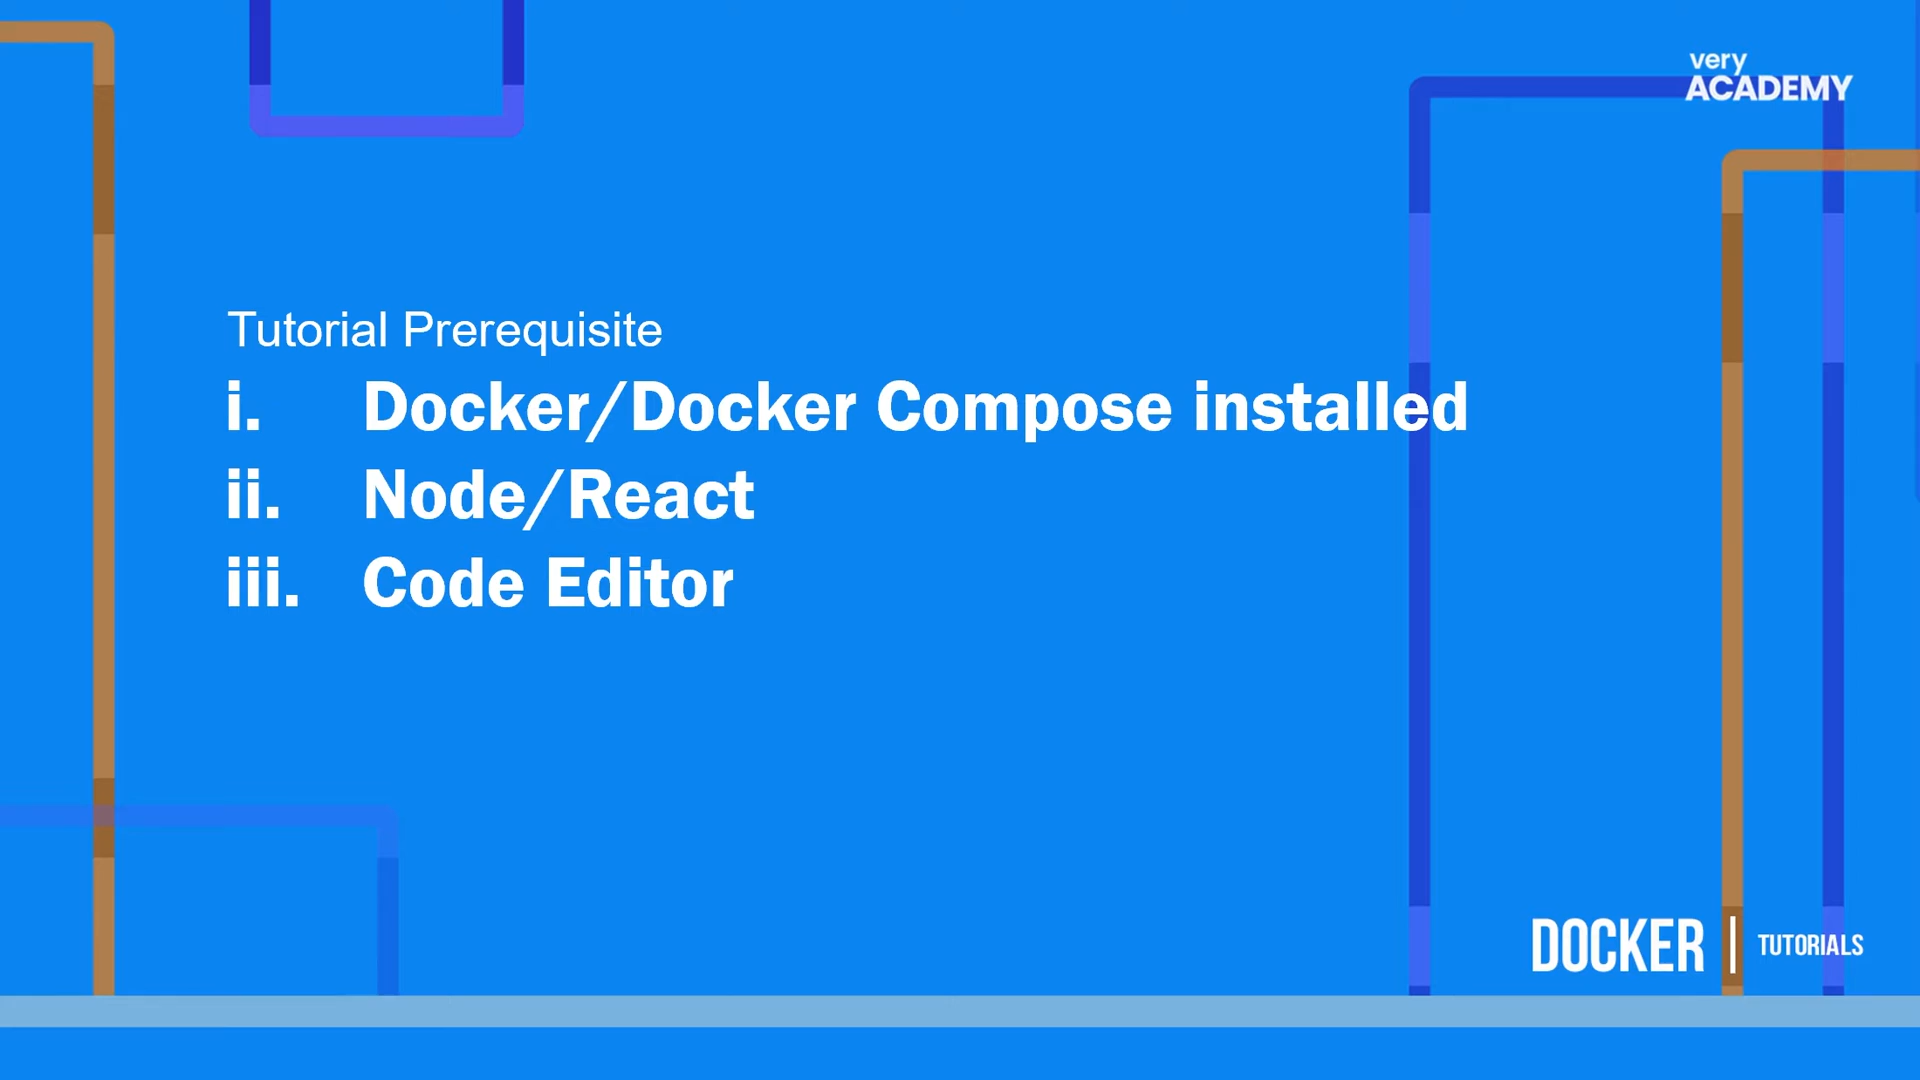 very
ACADEMY
Tutorial Prerequisite
i. Docker/Docker Compose installed
ii. Node/React
iii. Code Editor
DOCKER | TUTORIALS